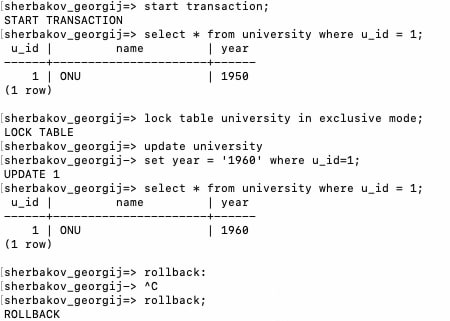 [sherbakov_georgij=> start transaction;
START TRANSACTION
[sherbakov_georgij=> select * from university where u_id = 1;
 u_id |         name         | year
------+----------------------+------
    1 | ONU                  | 1950
(1 row)

[sherbakov_georgij=> lock table university in exclusive mode;
LOCK TABLE
[sherbakov_georgij=> update university
[sherbakov_georgij-> set year = '1960' where u_id=1;
UPDATE 1
[sherbakov_georgij=> select * from university where u_id = 1;
 u_id |         name         | year
------+----------------------+------
    1 | ONU                  | 1960
(1 row)

[sherbakov_georgij=> rollback:
[sherbakov_georgij-> ^C
[sherbakov_georgij=> rollback;
ROLLBACK